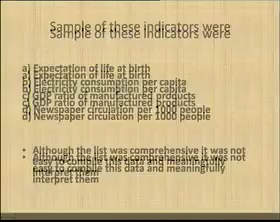 Sample of these indicators were
a) Expectation of life at birth
b) Electricity consumption per capita
c) GDP ratio of manufactured products
d) Newspaper circulation per 1000 people
• Although the list was comprehensive it was not
easy to compile this data and meaningfully
interpret them